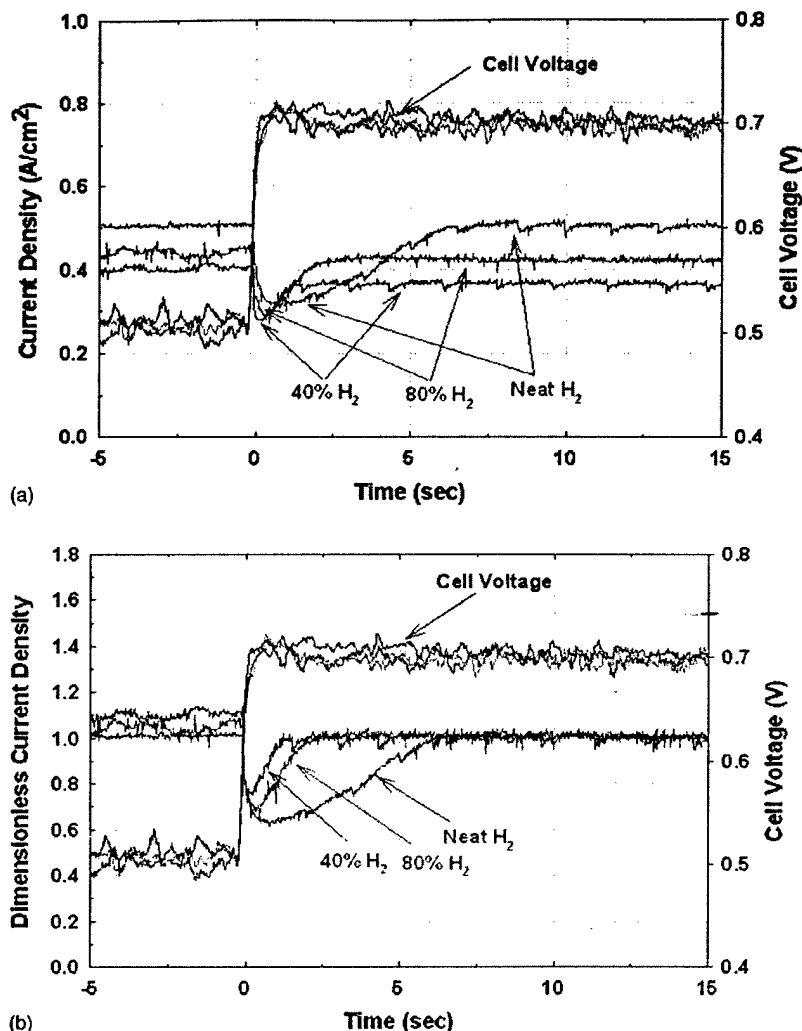 1.0
0.8
0.6
0.4
0.2
0.0
Current Density (A/cm²)
0.8
0.7
0.6
0.5
0.4
Cell Voltage (V)
Cell Voltage
40% H₂
80% H₂
Neat H₂
-5
0
5
10
15
Time (sec)
(a)
1.8
1.6
1.4
1.2
1.0
0.8
0.6
0.4
0.2
0.0
Dimensionless Current Density
0.8
0.7
0.6
0.5
0.4
Cell Voltage (V)
Cell Voltage
Neat H₂
40% H₂
80% H₂
-5
0
5
10
15
Time (sec)
(b)